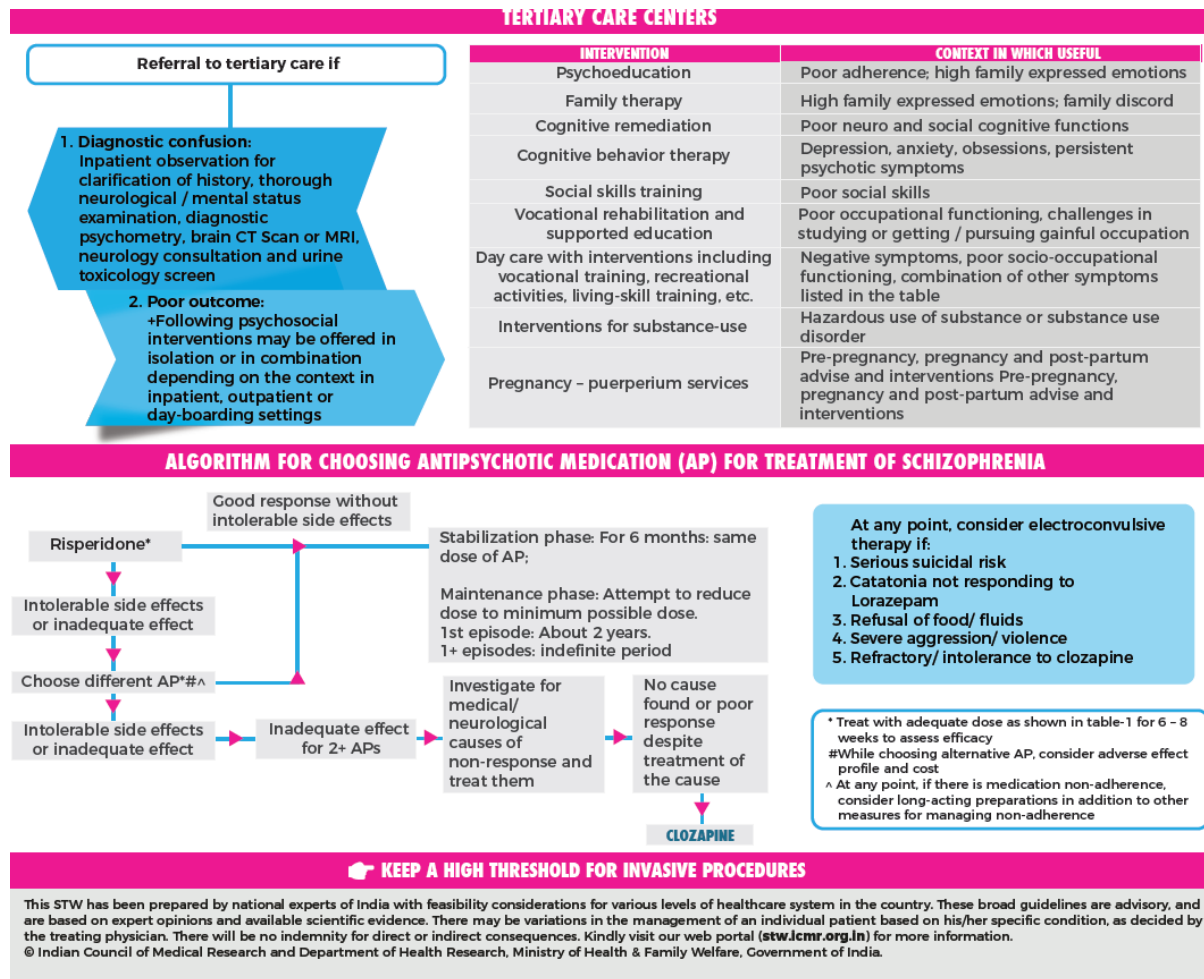 TERTIARY CARE CENTERS
Referral to tertiary care if
1. Diagnostic confusion:
Inpatient observation for
clarification of history, thorough
neurological / mental status
examination, diagnostic
psychometry, brain CT Scan or MRI,
neurology consultation and urine
toxicology screen
2. Poor outcome:
+Following psychosocial
interventions may be offered in
isolation or in combination
depending on the context in
inpatient, outpatient or
day-boarding settings
INTERVENTION CONTEXT IN WHICH USEFUL
Psychoeducation Poor adherence; high family expressed emotions
Family therapy High family expressed emotions; family discord
Cognitive remediation Poor neuro and social cognitive functions
Cognitive behavior therapy Depression, anxiety, obsessions, persistent
psychotic symptoms
Social skills training Poor social skills
Vocational rehabilitation and Poor occupational functioning, challenges in
supported education studying or getting / pursuing gainful occupation
Day care with interventions including Negative symptoms, poor socio-occupational
vocational training, recreational functioning, combination of other symptoms
activities, living-skill training, etc. listed in the table
Interventions for substance-use Hazardous use of substance or substance use
disorder
Pregnancy – puerperium services Pre-pregnancy, pregnancy and post-partum
advise and interventions Pre-pregnancy,
pregnancy and post-partum advise and
interventions
ALGORITHM FOR CHOOSING ANTIPSYCHOTIC MEDICATION (AP) FOR TREATMENT OF SCHIZOPHRENIA
Good response without
intolerable side effects
Risperidone*
Intolerable side effects
or inadequate effect
Choose different AP*#^
Intolerable side effects
or inadequate effect
Stabilization phase: For 6 months: same
dose of AP;
Maintenance phase: Attempt to reduce
dose to minimum possible dose.
1st episode: About 2 years.
1+ episodes: indefinite period
Inadequate effect
for 2+ APs
Investigate for
medical/
neurological
causes of
non-response and
treat them
No cause
found or poor
response
despite
treatment of
the cause
CLOZAPINE
At any point, consider electroconvulsive
therapy if:
1. Serious suicidal risk
2. Catatonia not responding to
Lorazepam
3. Refusal of food/ fluids
4. Severe aggression/ violence
5. Refractory/ intolerance to clozapine
* Treat with adequate dose as shown in table-1 for 6 – 8
weeks to assess efficacy
#While choosing alternative AP, consider adverse effect
profile and cost
^ At any point, if there is medication non-adherence,
consider long-acting preparations in addition to other
measures for managing non-adherence
KEEP A HIGH THRESHOLD FOR INVASIVE PROCEDURES
This STW has been prepared by national experts of India with feasibility considerations for various levels of healthcare system in the country. These broad guidelines are advisory, and
are based on expert opinions and available scientific evidence. There may be variations in the management of an individual patient based on his/her specific condition, as decided by
the treating physician. There will be no indemnity for direct or indirect consequences. Kindly visit our web portal (stw.icmr.org.in) for more information.
© Indian Council of Medical Research and Department of Health Research, Ministry of Health & Family Welfare, Government of India.